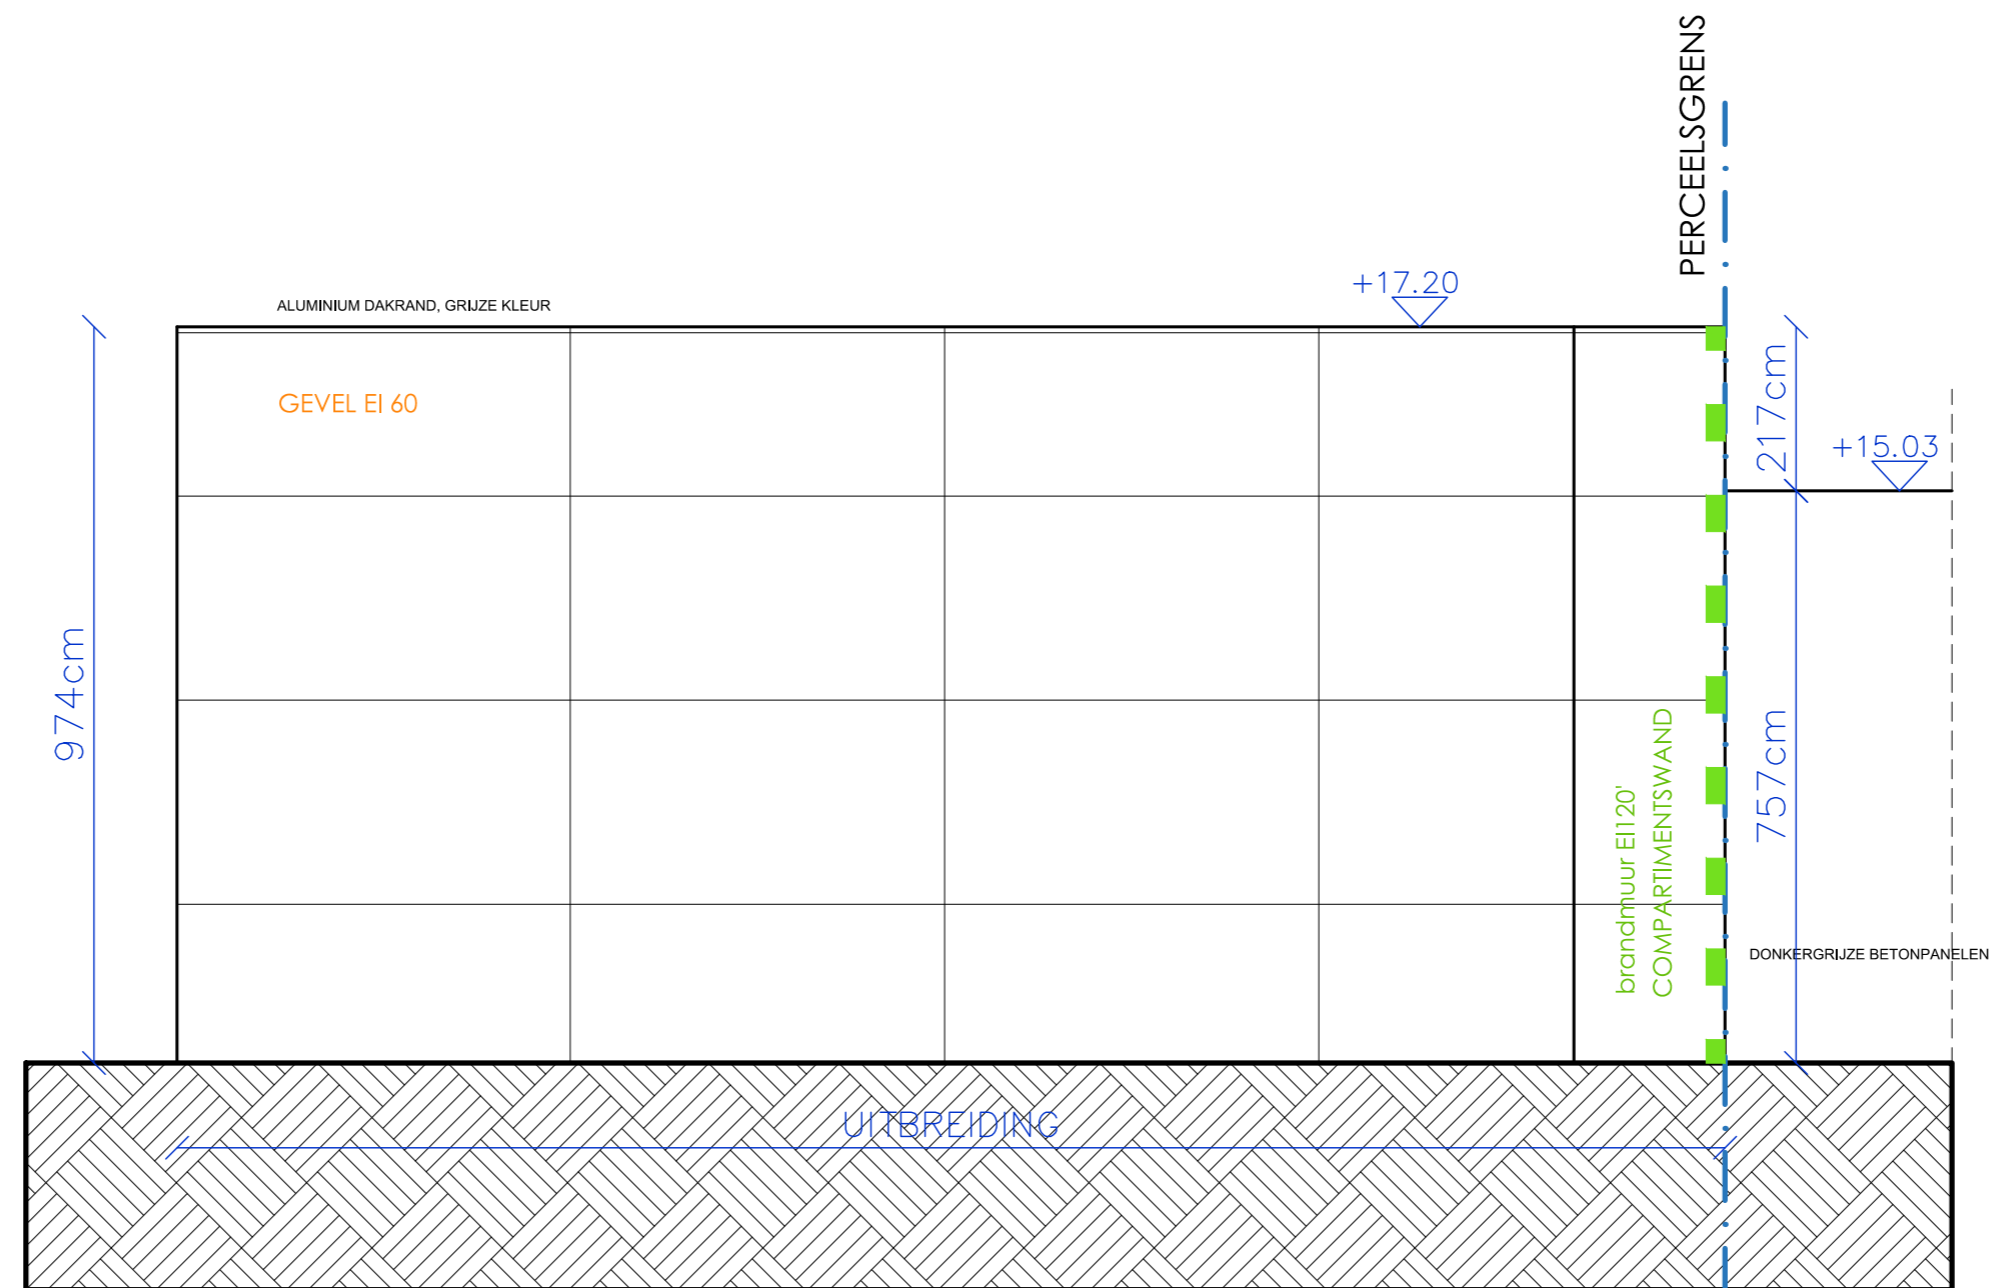 PERCEELSGRENS
+17.20
ALUMINIUM DAKRAND, GRIJZE KLEUR
GEVEL EI 60
217cm
+15.03
974cm
757cm
brandmuur EI120'
COMPARTIMENTSWAND
DONKERGRIJZE BETONPANELEN
UITBREIDING